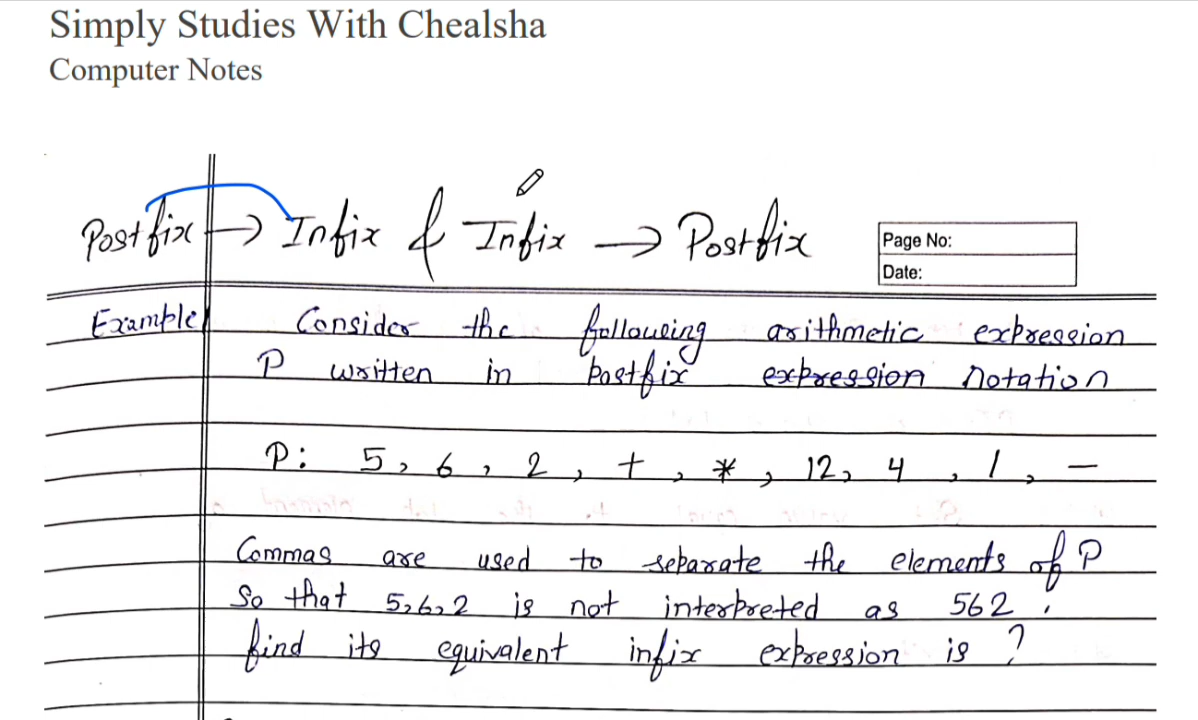 Simply Studies With Chealsha
Computer Notes
Postfix → Infix & Infix → Postfix
Page No:
Date:
Example Consider the following arithmetic expression
P written in postfix expression notation
P: 5, 6, 2, +, *, 12, 4, /, -
Commas are used to separate the elements of P
So that 5,6,2 is not interpreted as 562,
find its equivalent infix expression is ?